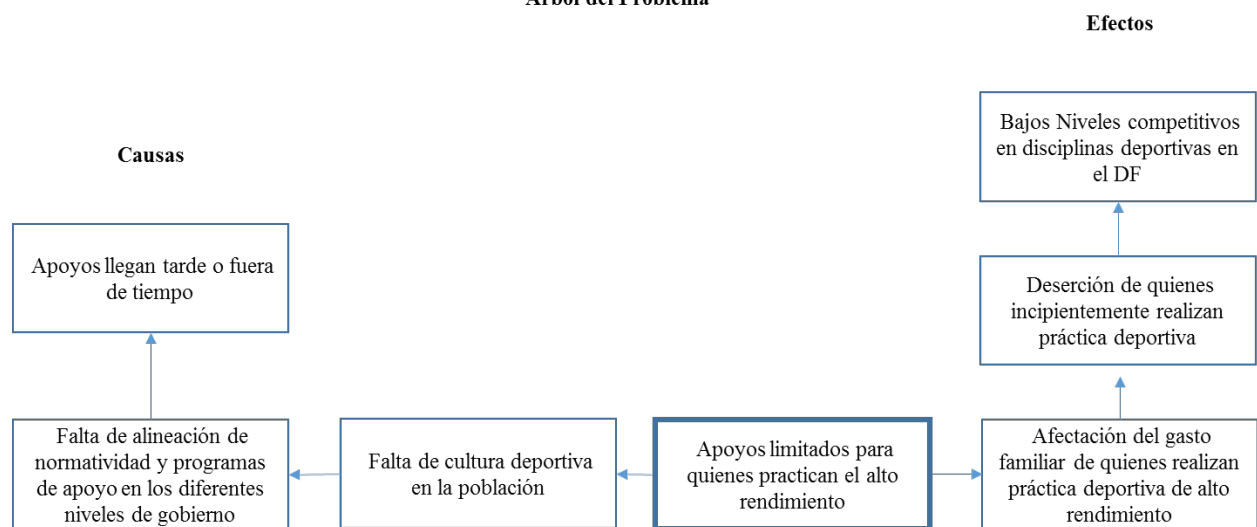 Árbol del Problema
Efectos
Bajos Niveles competitivos
en disciplinas deportivas en
el DF
Causas
Apoyos llegan tarde o fuera
de tiempo
Deserción de quienes
incipientemente realizan
práctica deportiva
Falta de alineación de
normatividad y programas
de apoyo en los diferentes
niveles de gobierno
Falta de cultura deportiva
en la población
Apoyos limitados para
quienes practican el alto
rendimiento
Afectación del gasto
familiar de quienes realizan
práctica deportiva de alto
rendimiento